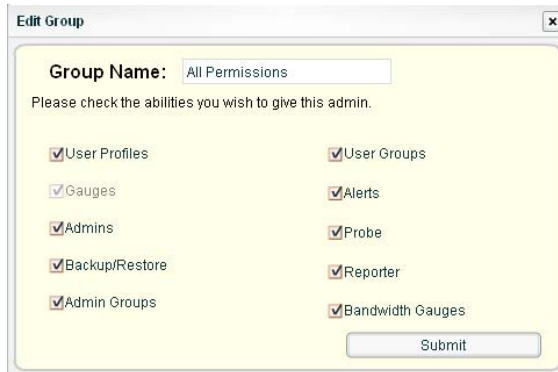 Edit Group
Group Name: All Permissions
Please check the abilities you wish to give this admin.
User Profiles
User Groups
Gauges
Alerts
Admins
Probe
Backup/Restore
Reporter
Admin Groups
Bandwidth Gauges
Submit